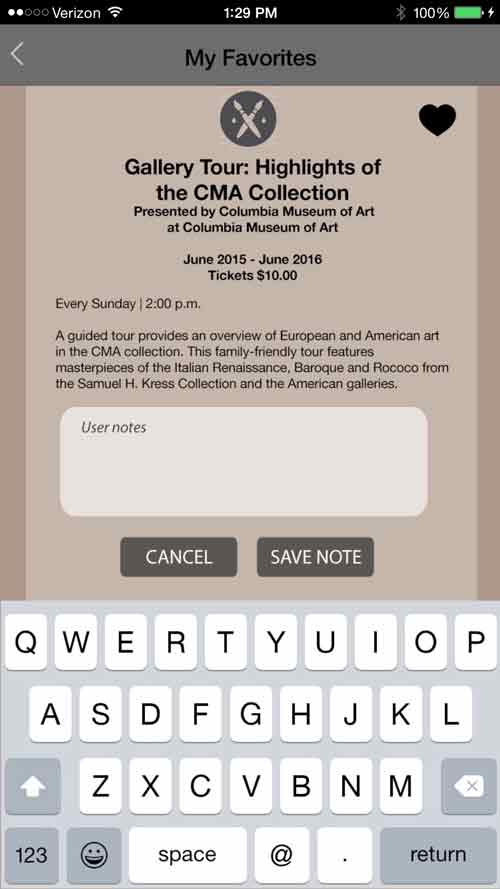 Verizon 1:29 PM 100%
My Favorites
Gallery Tour: Highlights of
the CMA Collection
Presented by Columbia Museum of Art
at Columbia Museum of Art
June 2015 - June 2016
Tickets $10.00
Every Sunday | 2:00 p.m.
A guided tour provides an overview of European and American art
in the CMA collection. This family-friendly tour features
masterpieces of the Italian Renaissance, Baroque and Rococo from
the Samuel H. Kress Collection and the American galleries.
User notes
CANCEL SAVE NOTE
Q W E R T Y U I O P
A S D F G H J K L
Z X C V B N M
123 space @ . return